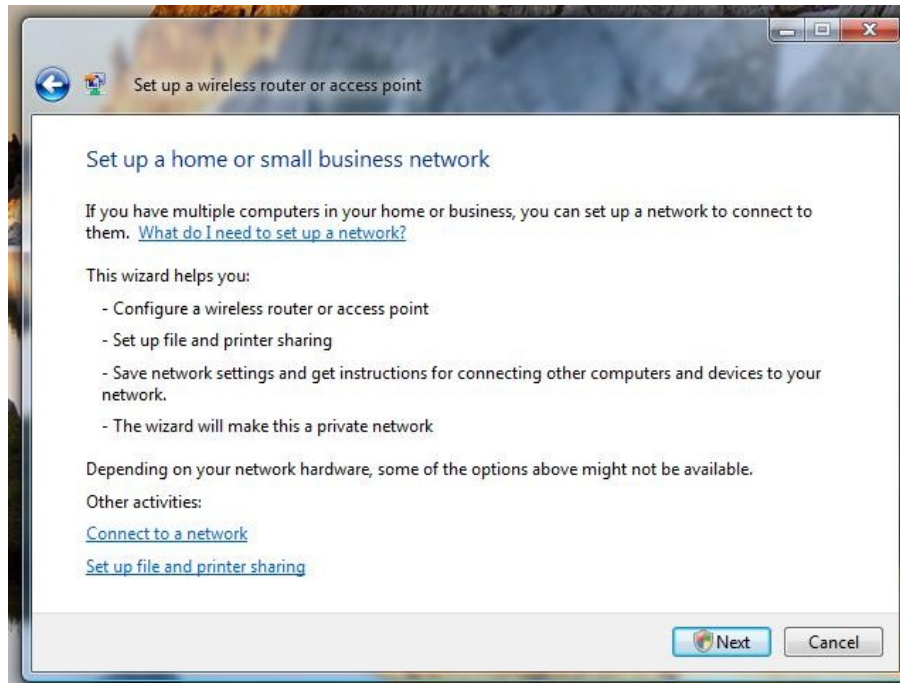 Set up a wireless router or access point
Set up a home or small business network
If you have multiple computers in your home or business, you can set up a network to connect to
them. What do I need to set up a network?
This wizard helps you:
- Configure a wireless router or access point
- Set up file and printer sharing
- Save network settings and get instructions for connecting other computers and devices to your
network.
- The wizard will make this a private network
Depending on your network hardware, some of the options above might not be available.
Other activities:
Connect to a network
Set up file and printer sharing
Next Cancel